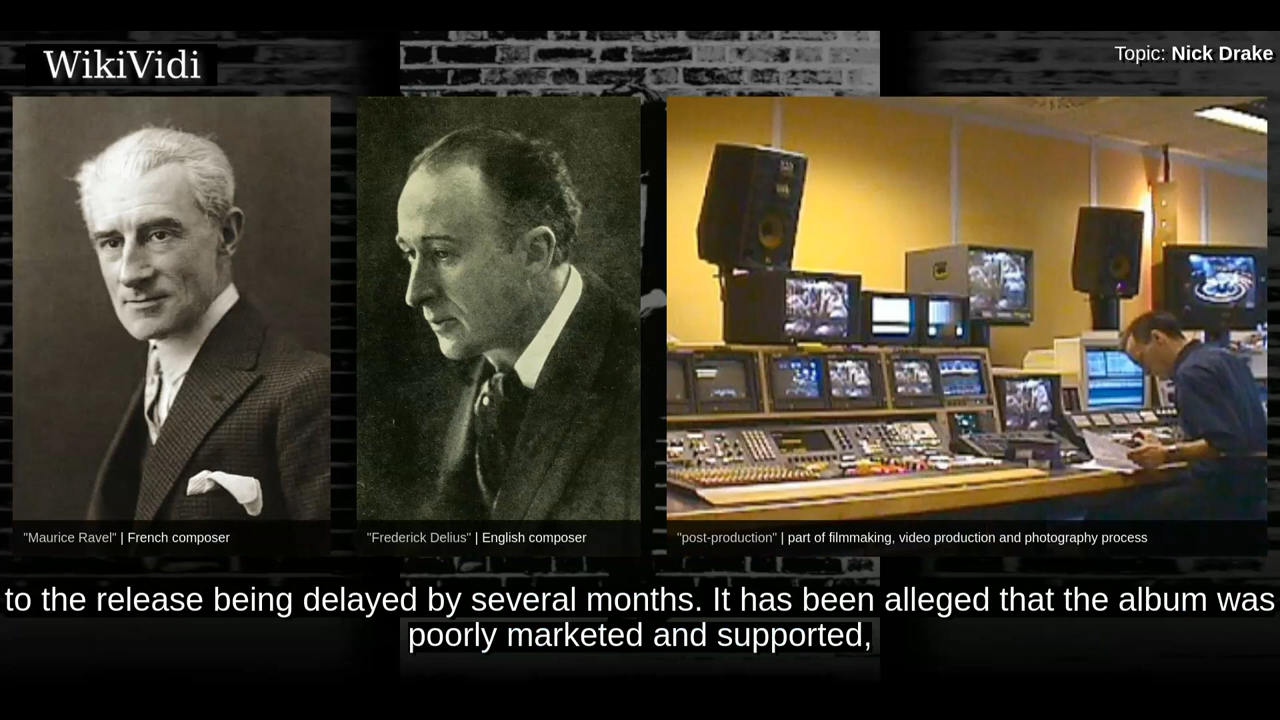 WikiVidi
Topic: Nick Drake
"Maurice Ravel" | French composer
"Frederick Delius" | English composer
"post-production" | part of filmmaking, video production and photography process
to the release being delayed by several months. It has been alleged that the album was
poorly marketed and supported,